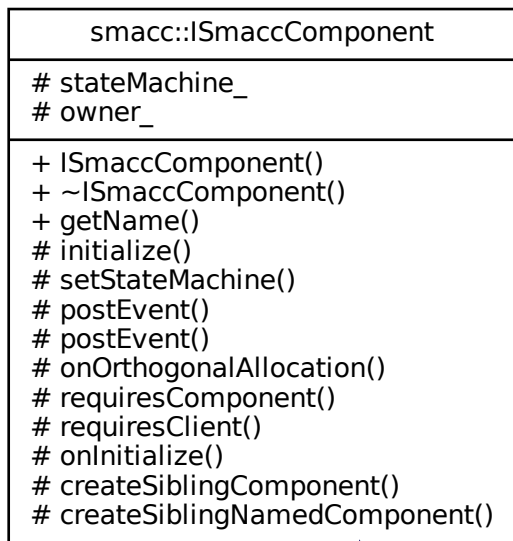 smacc::ISmaccComponent
# stateMachine_
# owner_
+ ISmaccComponent()
+ ~ISmaccComponent()
+ getName()
# initialize()
# setStateMachine()
# postEvent()
# postEvent()
# onOrthogonalAllocation()
# requiresComponent()
# requiresClient()
# onInitialize()
# createSiblingComponent()
# createSiblingNamedComponent()